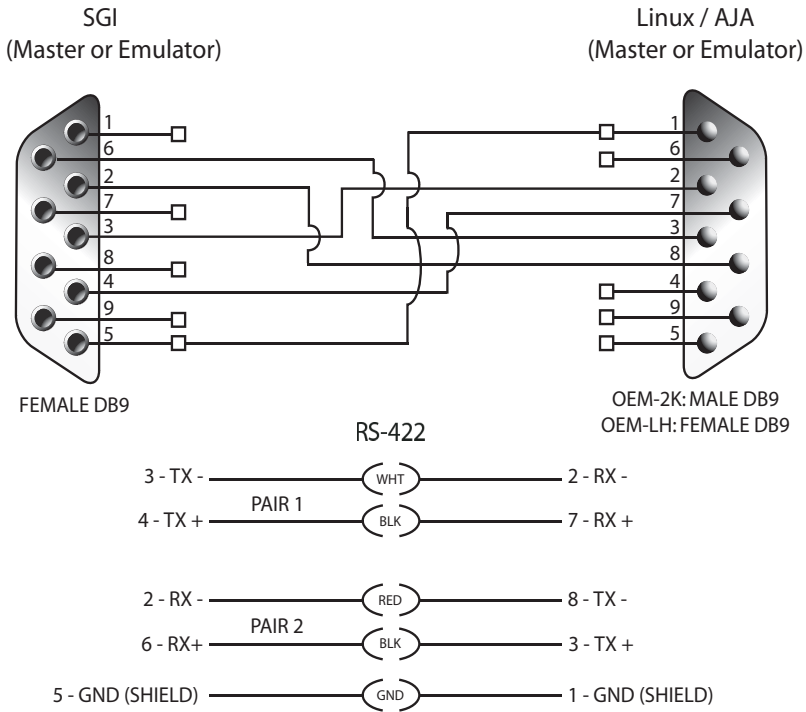 SGI
(Master or Emulator)
Linux / AJA
(Master or Emulator)
1
6
2
7
3
8
4
9
5
1
6
2
7
3
8
4
9
5
FEMALE DB9
OEM-2K: MALE DB9
OEM-LH: FEMALE DB9
RS-422
3 - TX - WHT 2 - RX -
PAIR 1
4 - TX + BLK 7 - RX +
2 - RX - RED 8 - TX -
PAIR 2
6 - RX+ BLK 3 - TX +
5 - GND (SHIELD) GND 1 - GND (SHIELD)